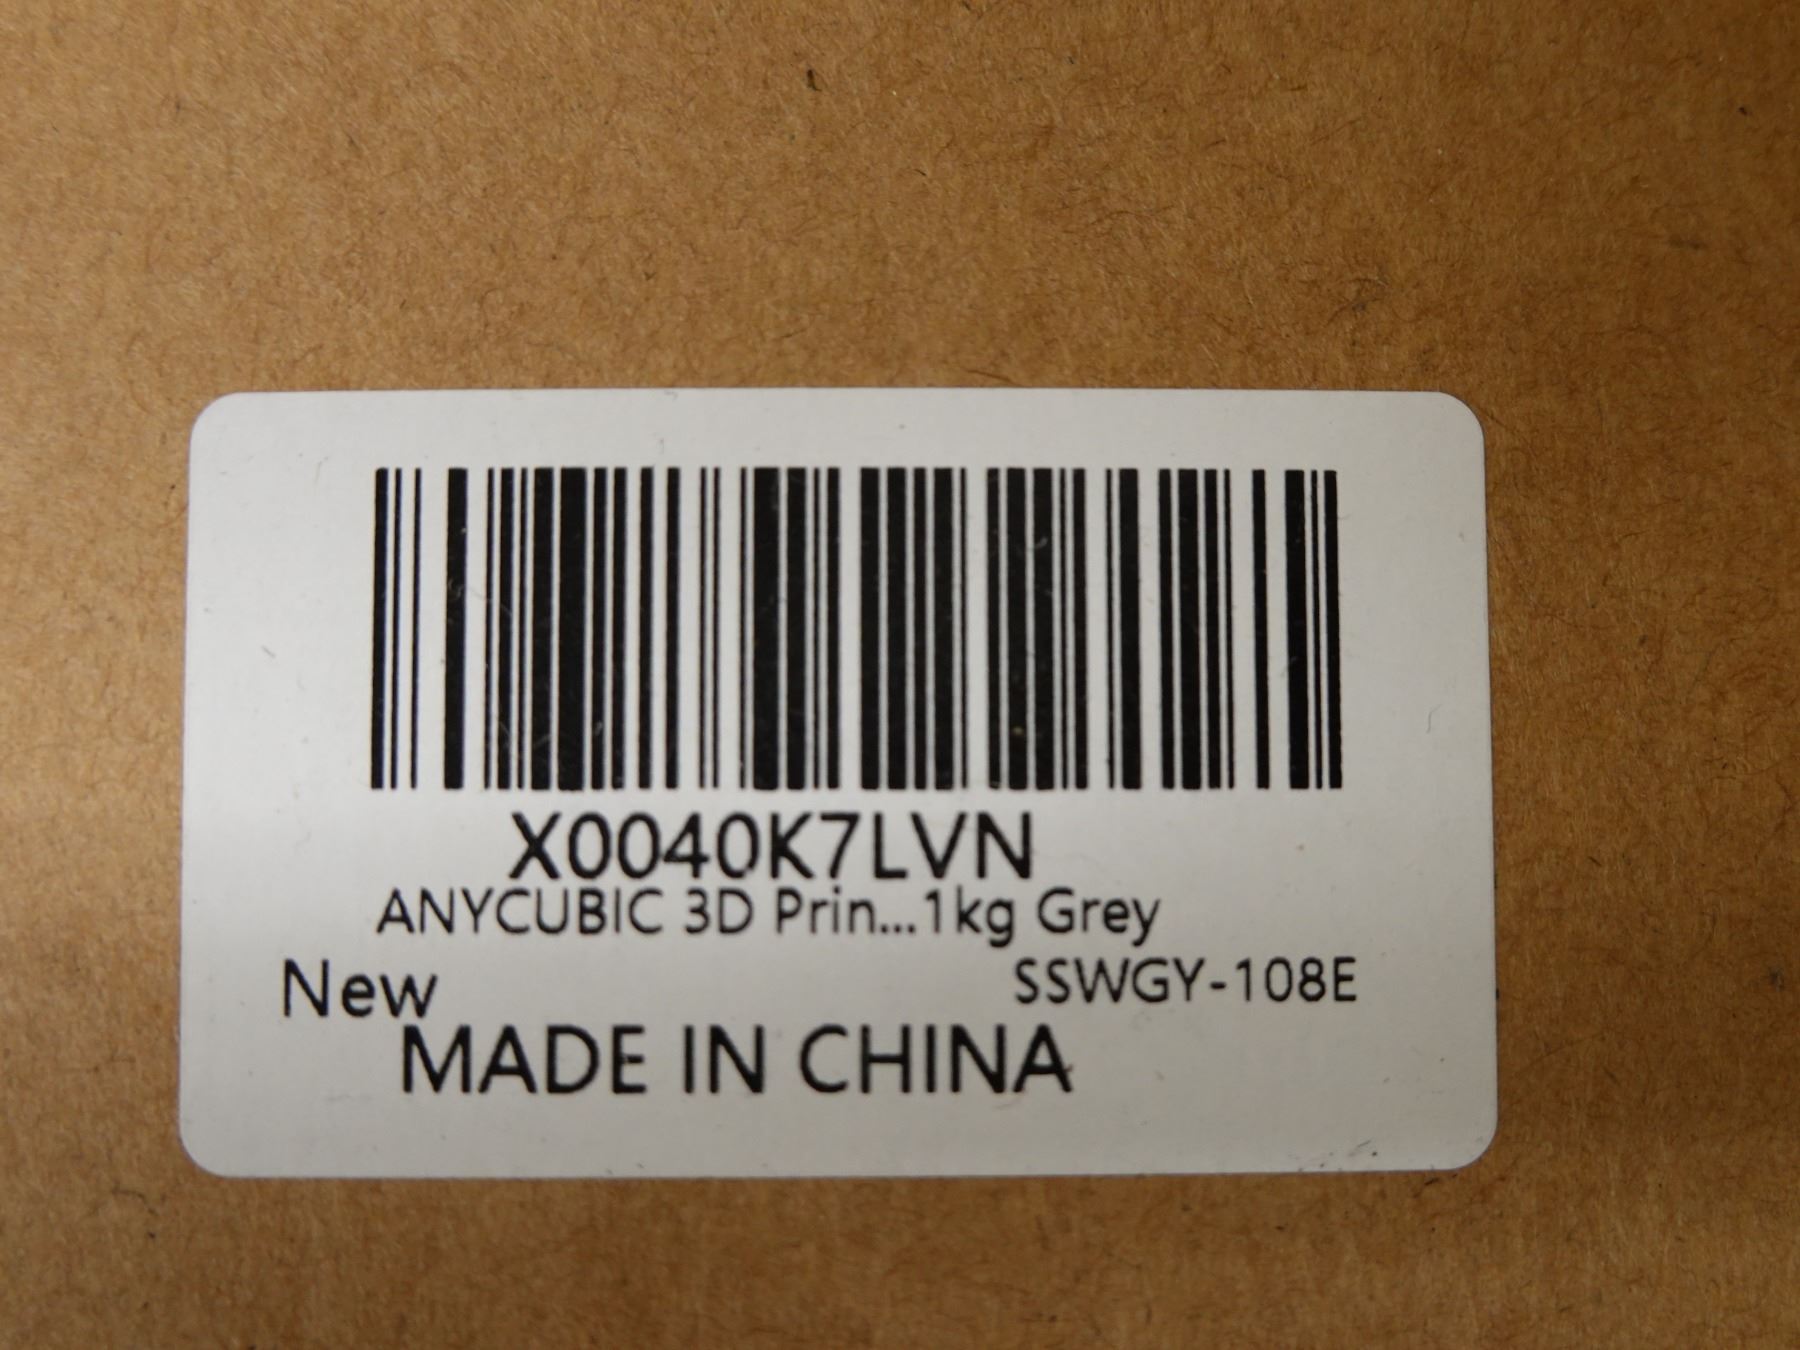 X0040K7LVN
ANYCUBIC 3D Prin...1kg Grey
New SSWGY-108E
MADE IN CHINA